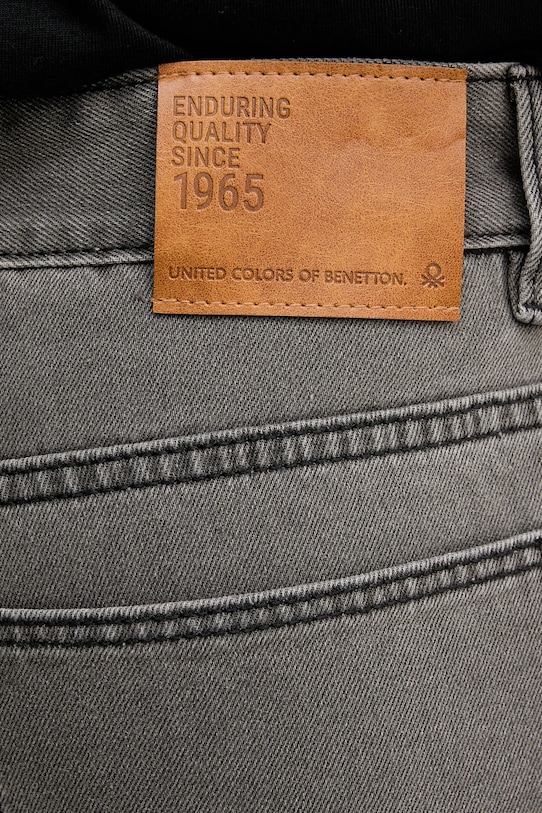 ENDURING
QUALITY
SINCE
1965
UNITED COLORS OF BENETTON.